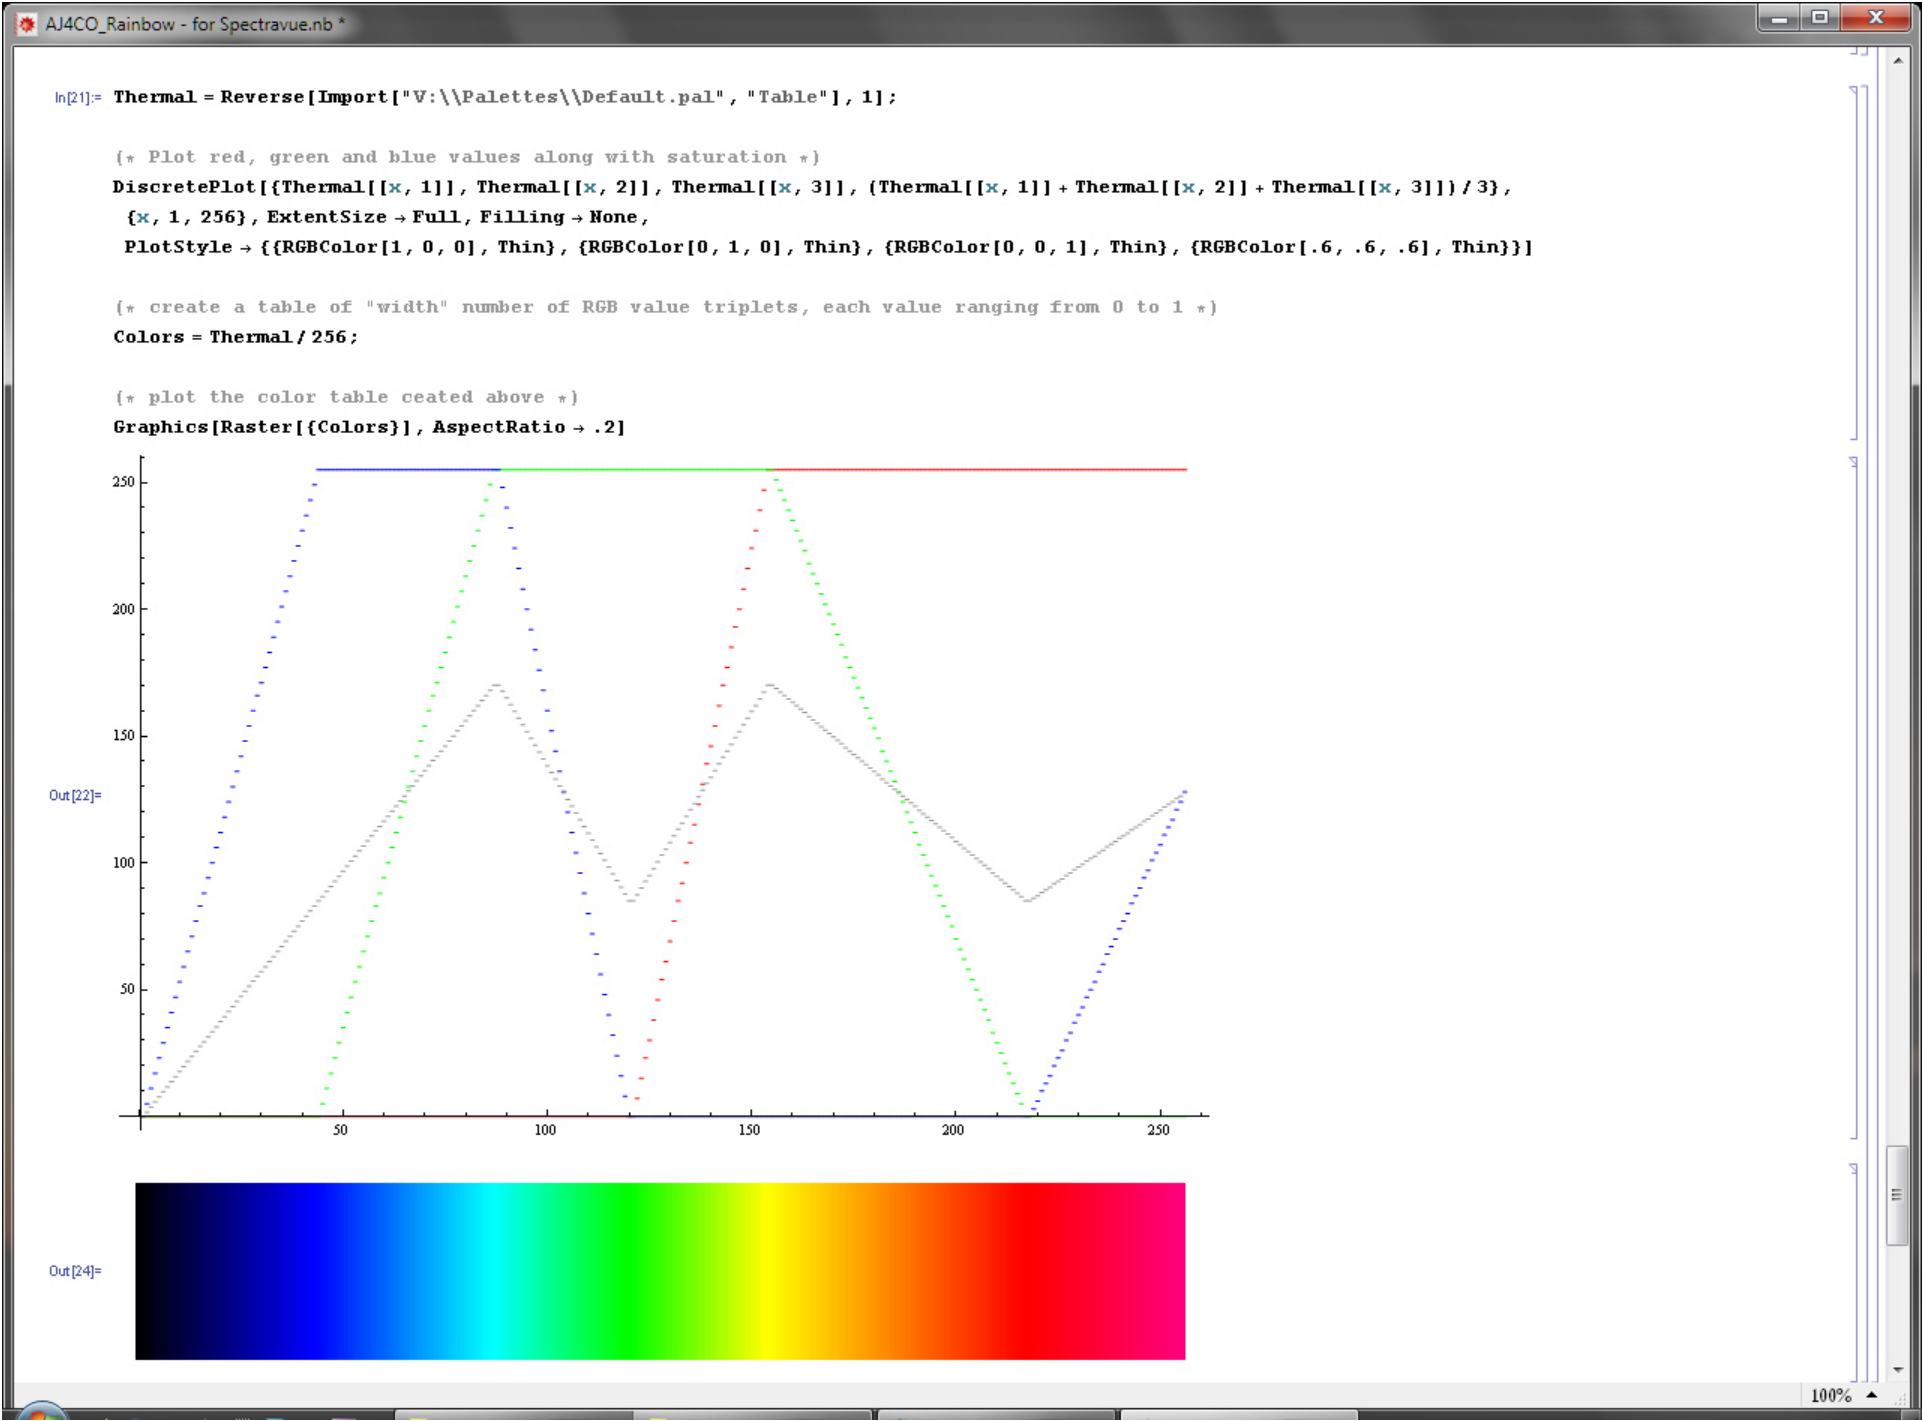 AJ4CO_Rainbow - for Spectravue.nb *
In[21]:= Thermal = Reverse[Import["V:\\Palettes\\Default.pal", "Table"], 1];
(* Plot red, green and blue values along with saturation *)
DiscretePlot[{Thermal[[x, 1]], Thermal[[x, 2]], Thermal[[x, 3]], (Thermal[[x, 1]] + Thermal[[x, 2]] + Thermal[[x, 3]]) / 3},
{x, 1, 256}, ExtentSize → Full, Filling → None,
PlotStyle → {{RGBColor[1, 0, 0], Thin}, {RGBColor[0, 1, 0], Thin}, {RGBColor[0, 0, 1], Thin}, {RGBColor[.6, .6, .6], Thin}}]
(* create a table of "width" number of RGB value triplets, each value ranging from 0 to 1 *)
Colors = Thermal / 256;
(* plot the color table ceated above *)
Graphics[Raster[{Colors}], AspectRatio → .2]
250
200
150
Out[22]=
100
50
50 100 150 200 250
Out[24]=
100%